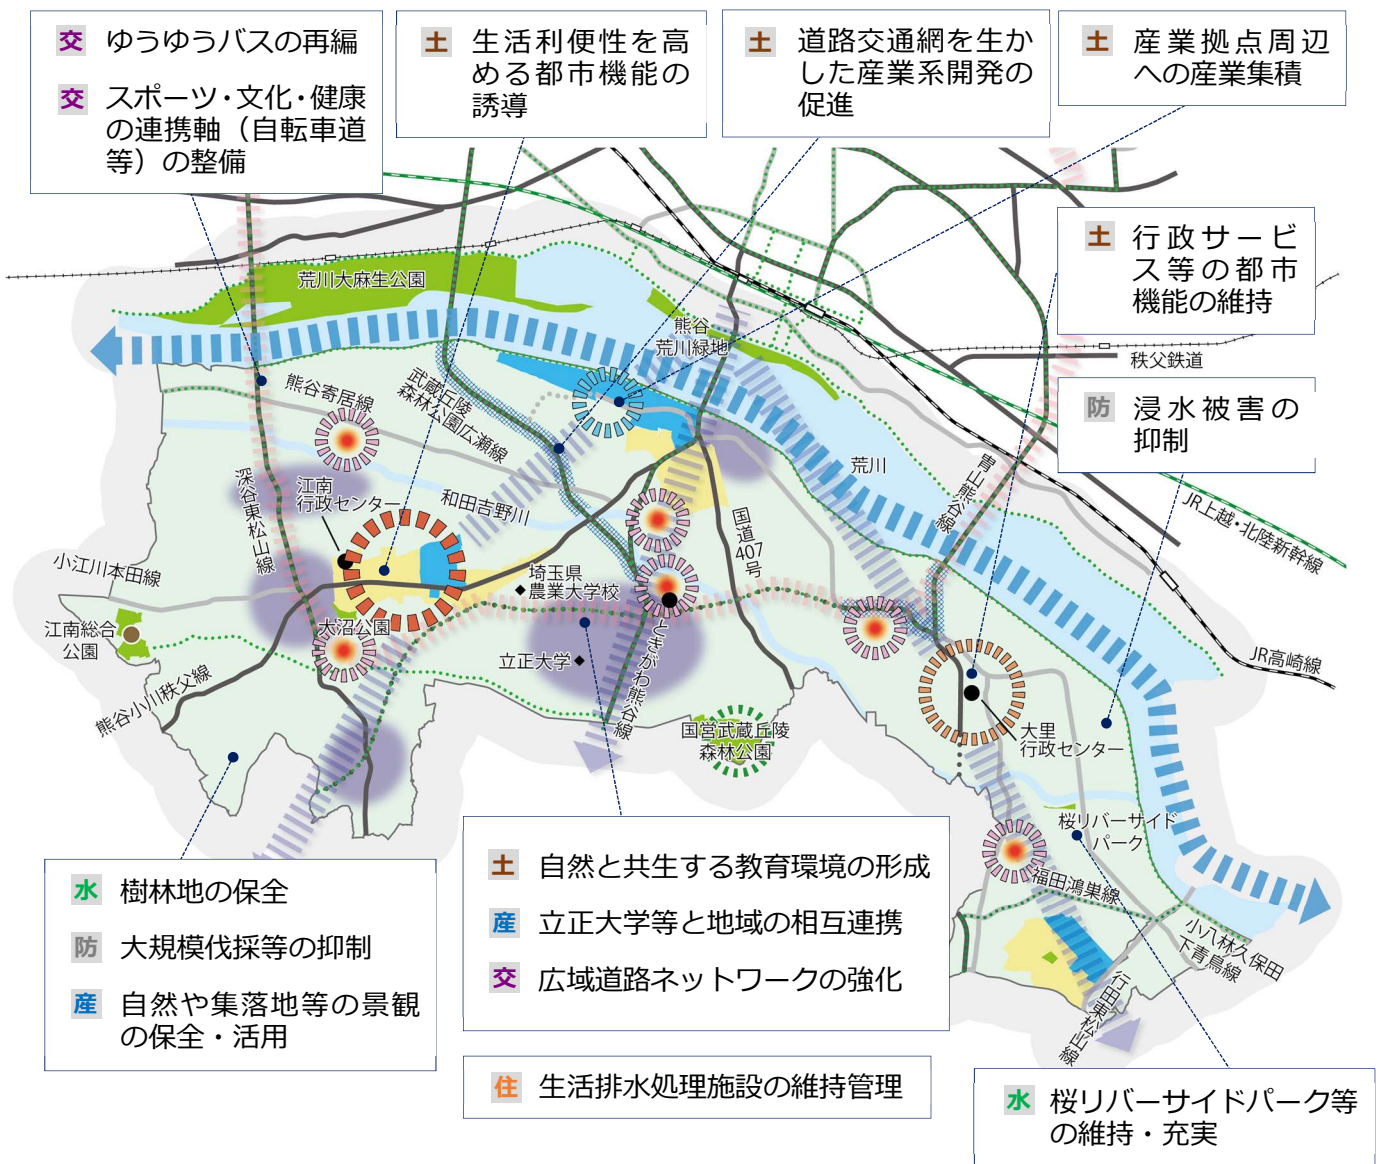 交 ゆうゆうバスの再編
交 スポーツ・文化・健康
の連携軸（自転車道
等）の整備
土 生活利便性を高
める都市機能の
誘導
土 道路交通網を生か
した産業系開発の
促進
土 産業拠点周辺
への産業集積
土 行政サービ
ス等の都市
機能の維持
防 浸水被害の
抑制
荒川大麻生公園
熊谷
荒川緑地
秩父鉄道
熊谷寄居線
武蔵丘陵
森林公園広瀬線
荒川
冑山熊谷線
JR上越・北陸新幹線
深谷東松山線
江南
行政センター
和田吉野川
国道
407
号
小江川本田線
埼玉県
農業大学校
江南総合
公園
大沼公園
立正大学
ときがわ熊谷線
JR高崎線
熊谷小川秩父線
国営武蔵丘陵
森林公園
大里
行政センター
桜リバーサイド
パーク
福田鴻巣線
小八林久保田
下青鳥線
行田東松山線
水 樹林地の保全
防 大規模伐採等の抑制
産 自然や集落地等の景観
の保全・活用
土 自然と共生する教育環境の形成
産 立正大学等と地域の相互連携
交 広域道路ネットワークの強化
住 生活排水処理施設の維持管理
水 桜リバーサイドパーク等
の維持・充実